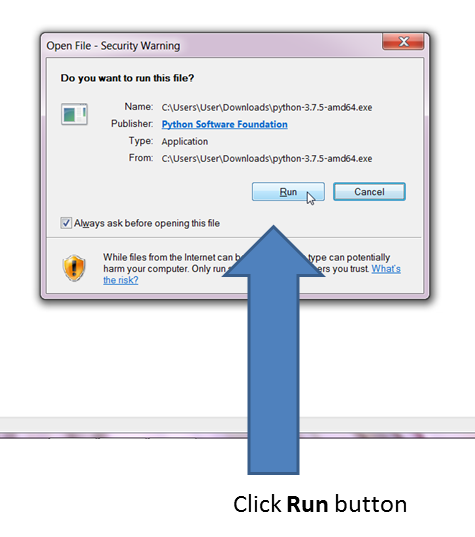 Open File - Security Warning
Do you want to run this file?
Name: C:\Users\User\Downloads\python-3.7.5-amd64.exe
Publisher: Python Software Foundation
Type: Application
From: C:\Users\User\Downloads\python-3.7.5-amd64.exe
Run Cancel
Always ask before opening this file
While files from the Internet can be type can potentially
harm your computer. Only run you trust. What's
the risk?
Click Run button